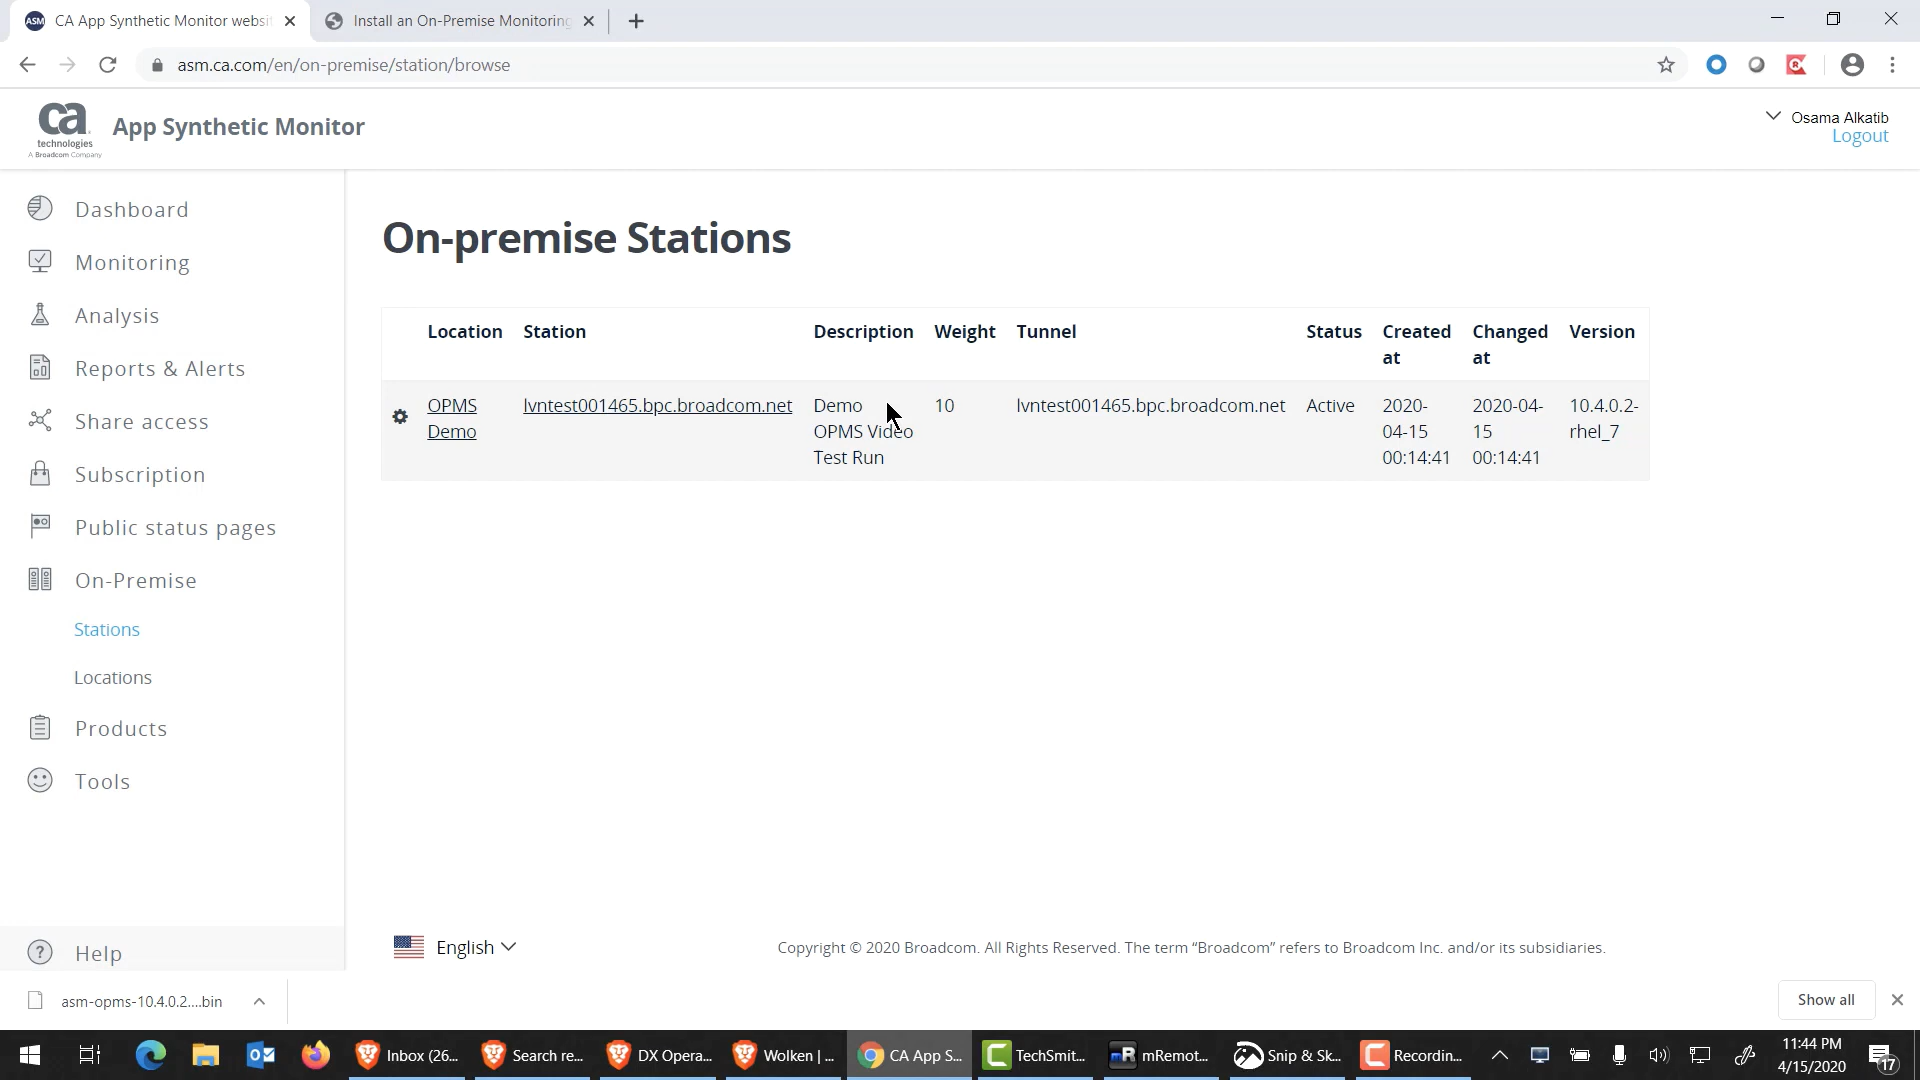 ASM CA App Synthetic Monitor websi
Install an On-Premise Monitoring
asm.ca.com/en/on-premise/station/browse
ca
technologies
A Broadcom Company
App Synthetic Monitor
Osama Alkatib
Logout
Dashboard
Monitoring
Analysis
Reports & Alerts
Share access
Subscription
Public status pages
On-Premise
Stations
Locations
Products
Tools
Help
On-premise Stations
Location Station Description Weight Tunnel Status Created at Changed at Version
OPMS lvntest001465.bpc.broadcom.net Demo 10 lvntest001465.bpc.broadcom.net Active 2020- 2020-04- 10.4.0.2-
Demo OPMS Video 04-15 15 rhel_7
Test Run 00:14:41 00:14:41
English
Copyright © 2020 Broadcom. All Rights Reserved. The term “Broadcom” refers to Broadcom Inc. and/or its subsidiaries.
asm-opms-10.4.0.2....bin
Show all
Inbox (26... Search re... DX Opera... Wolken | ... CA App S... TechSmit... mR mRemot... Snip & Sk... Recordin...
11:44 PM
4/15/2020
17